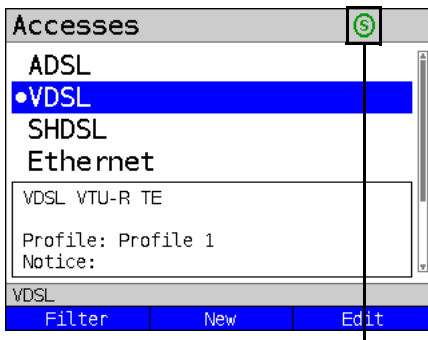 Accesses S
ADSL
VDSL
SHDSL
Ethernet
VDSL VTU-R TE
Profile: Profile 1
Notice:
VDSL
Filter New Edit